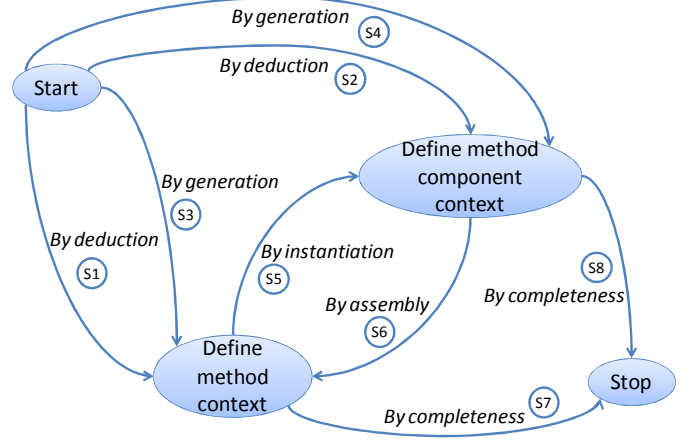 By generation
S4
By deduction
S2
Start
Define method
component
context
By generation
S3
By deduction
S1
By instantiation
S5
S8
By completeness
By assembly
S6
Define
method
context
Stop
By completeness
S7